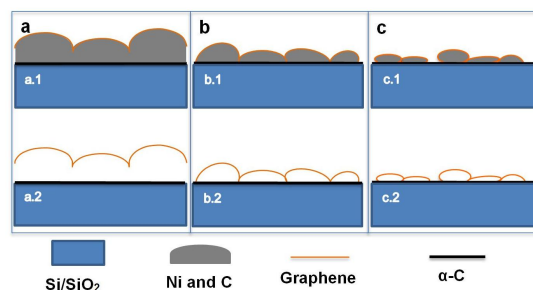 a
b
c
a.1
b.1
c.1
a.2
b.2
c.2
Si/SiO₂
Ni and C
Graphene
α-C